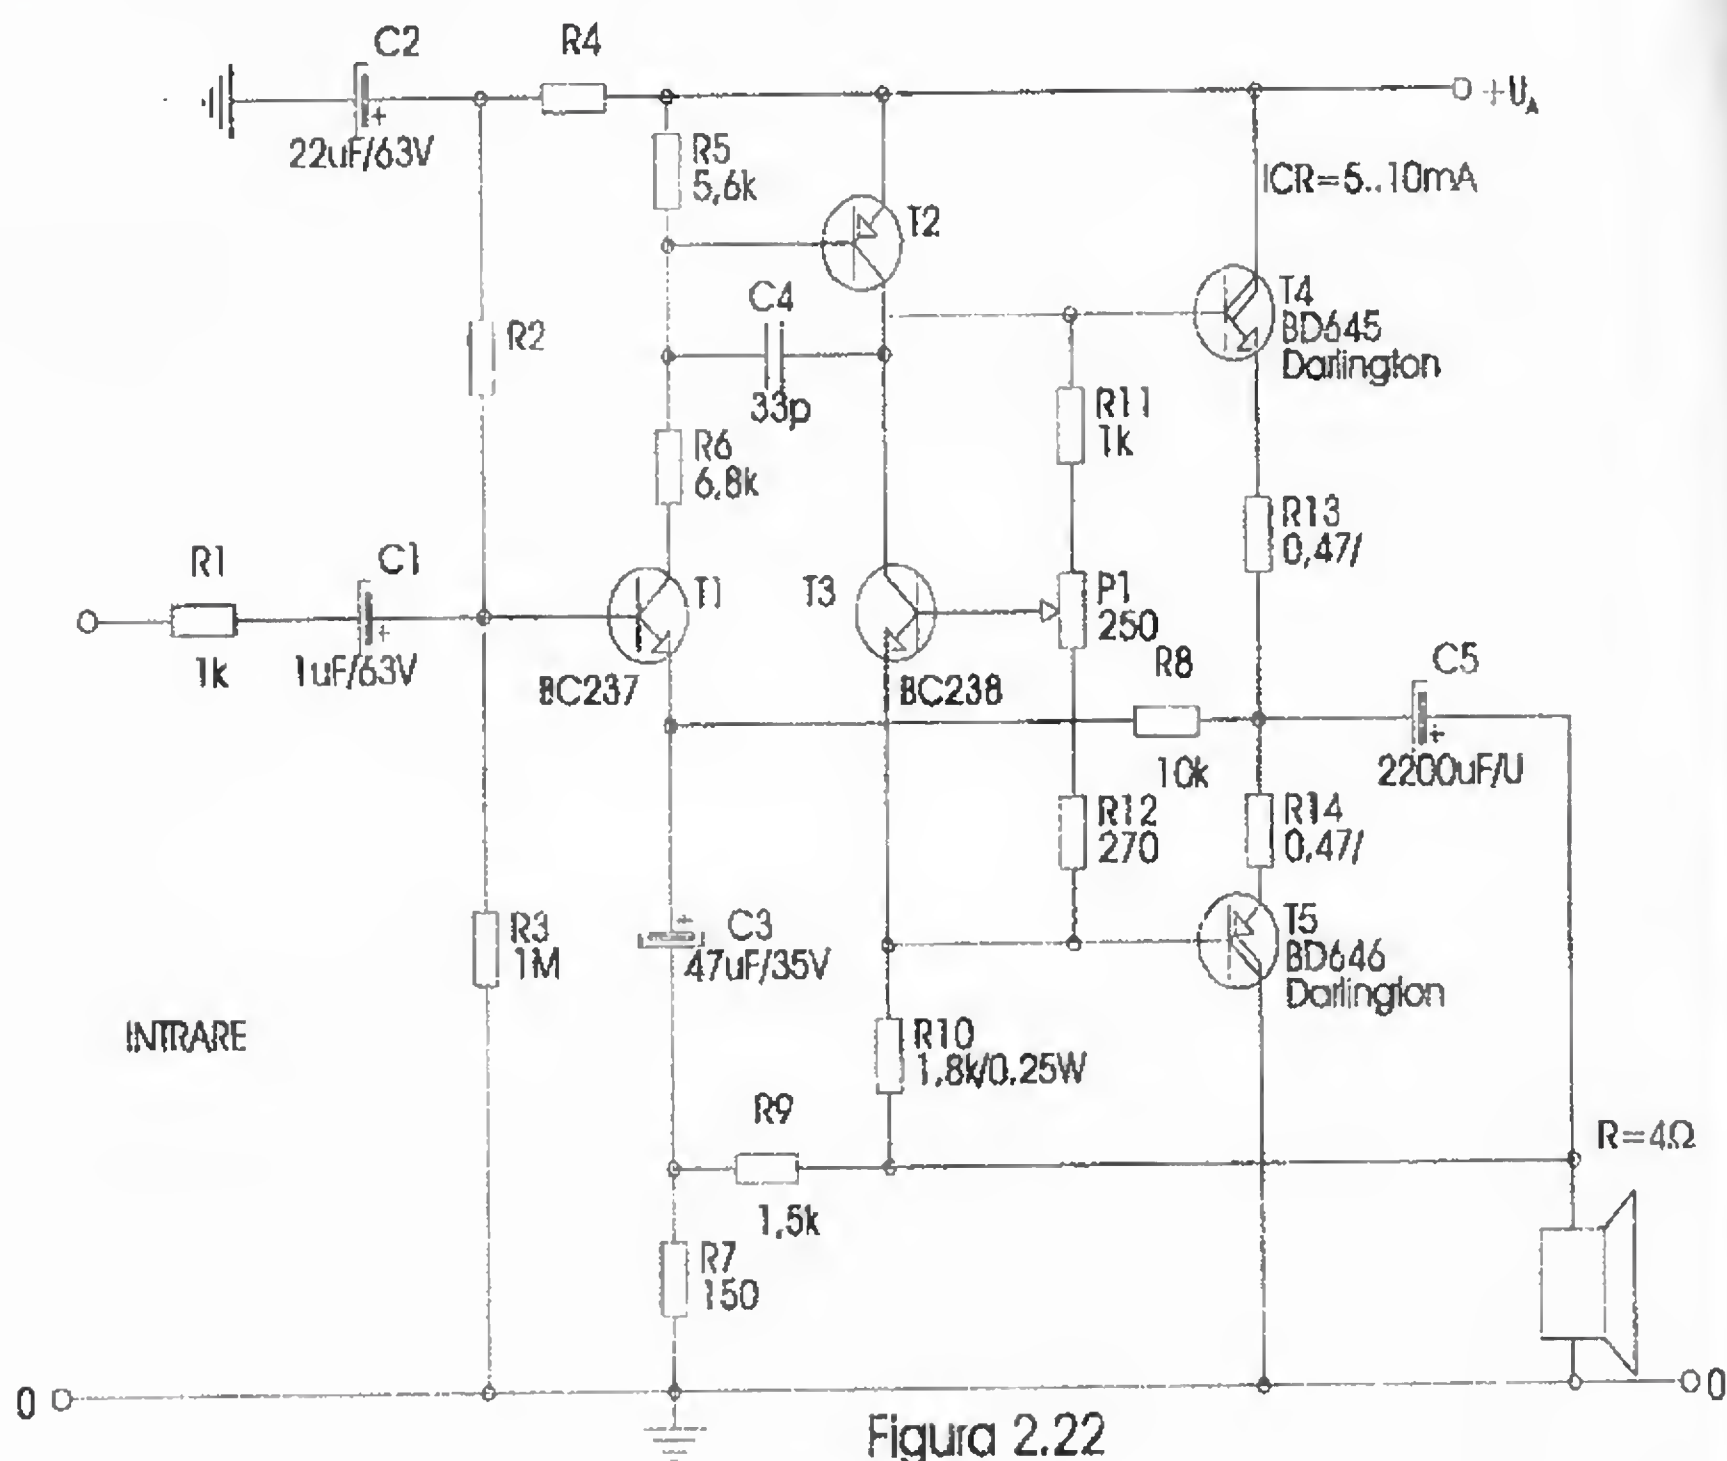 C2
22uF/63V
R4
+UA
R5
5,6k
ICR=5..10mA
T2
R2
C4
33p
T4
BD645
Darlington
R11
1k
R6
6,8k
R13
0,47/
R1
1k
C1
1uF/63V
T1
BC237
T3
BC238
P1
250
R8
10k
C5
2200uF/U
R12
270
R14
0,47/
R3
1M
C3
47uF/35V
T5
BD646
Darlington
INTRARE
R10
1,8k/0.25W
R9
1,5k
R=4Ω
R7
150
0
0
Figura 2.22